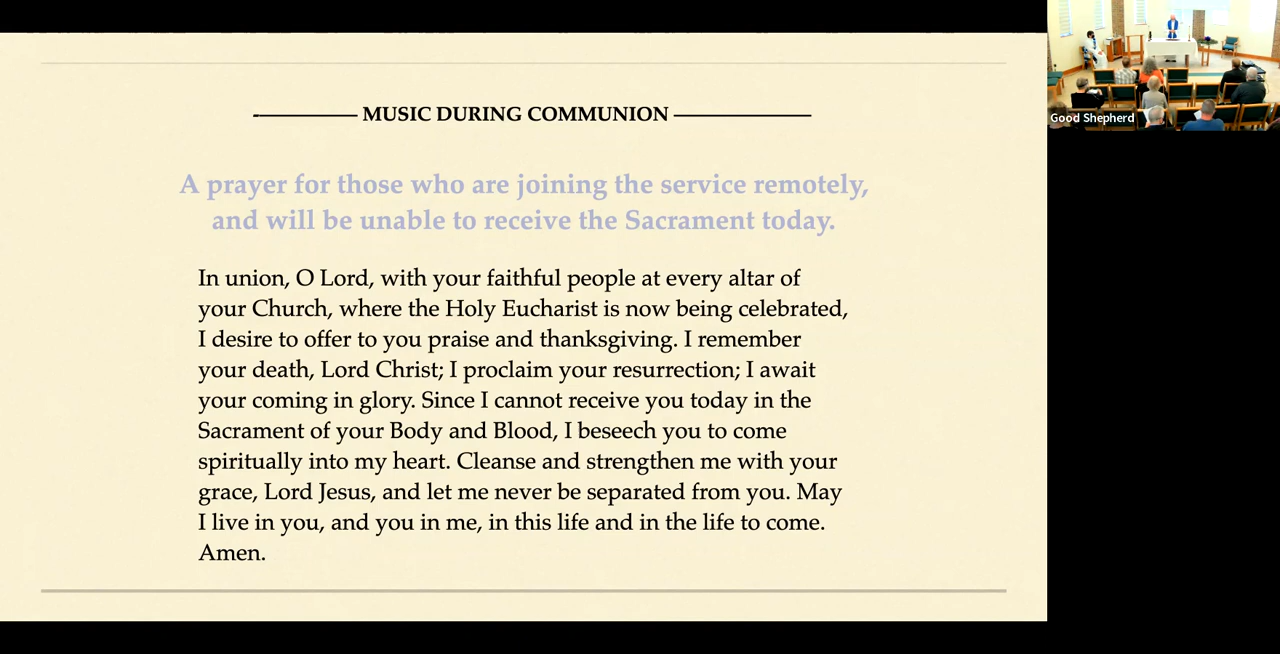 MUSIC DURING COMMUNION
A prayer for those who are joining the service remotely,
and will be unable to receive the Sacrament today.
In union, O Lord, with your faithful people at every altar of
your Church, where the Holy Eucharist is now being celebrated,
I desire to offer to you praise and thanksgiving. I remember
your death, Lord Christ; I proclaim your resurrection; I await
your coming in glory. Since I cannot receive you today in the
Sacrament of your Body and Blood, I beseech you to come
spiritually into my heart. Cleanse and strengthen me with your
grace, Lord Jesus, and let me never be separated from you. May
I live in you, and you in me, in this life and in the life to come.
Amen.
Good Shepherd